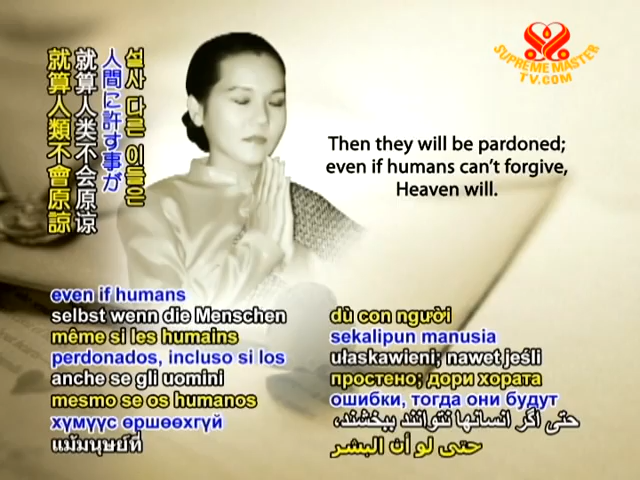 SUPREME MASTER
TV.COM
설사 다른 이들은
人間に許す事が
就算人类不会原谅
就算人類不會原諒
Then they will be pardoned;
even if humans can't forgive,
Heaven will.
even if humans
selbst wenn die Menschen
même si les humains
perdonados, incluso si los
anche se gli uomini
mesmo se os humanos
хүмүүс өршөөхгүй
แม้มนุษย์ที่
dù con người
sekalipun manusia
ułaskawieni; nawet jeśli
простено; дори хората
ошибки, тогда они будут
حتی اگر انسانها نتوانند ببخشند،
حتى لو أن البشر